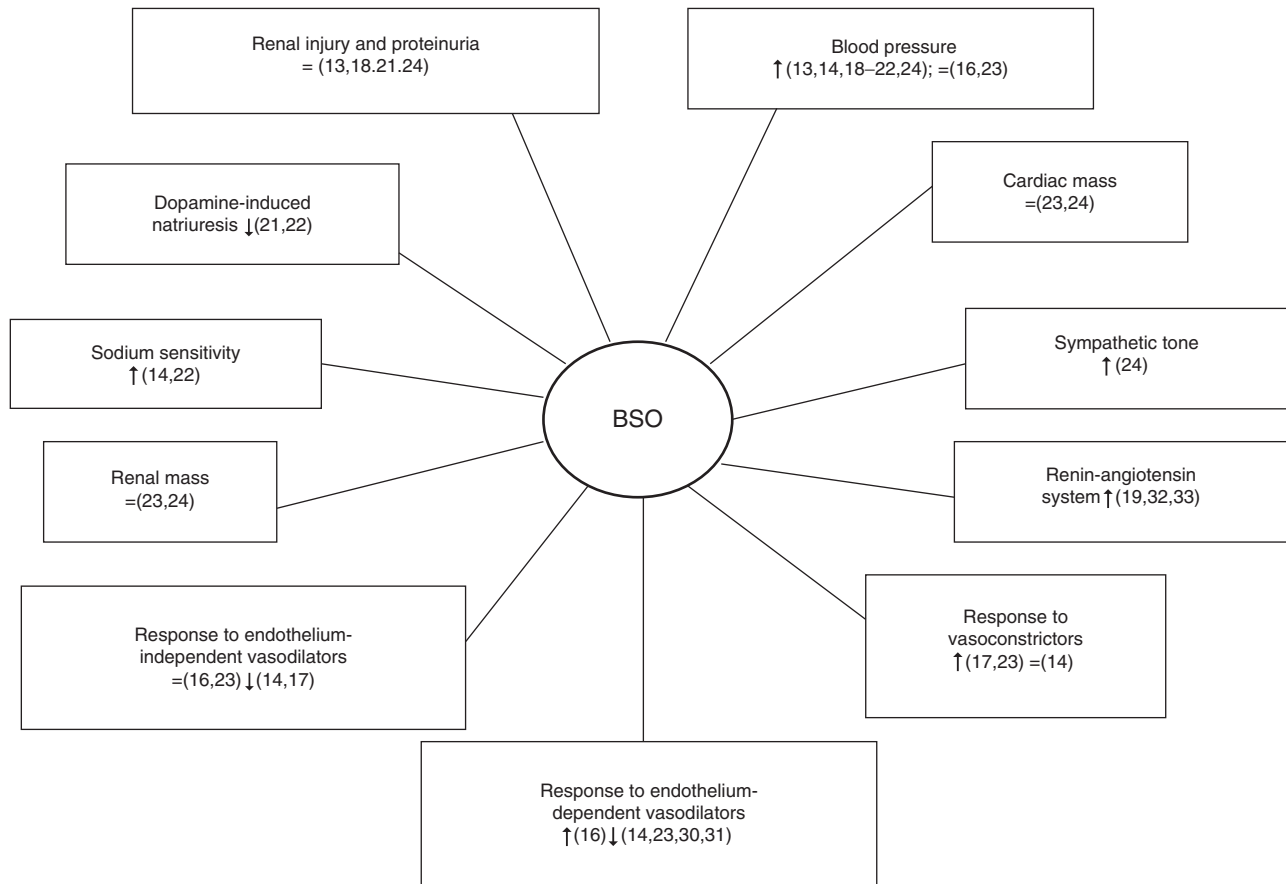 Renal injury and proteinuria
= (13,18.21.24)
Blood pressure
↑(13,14,18–22,24); =(16,23)
Dopamine-induced
natriuresis ↓(21,22)
Cardiac mass
=(23,24)
Sodium sensitivity
↑(14,22)
Sympathetic tone
↑(24)
BSO
Renal mass
=(23,24)
Renin-angiotensin
system↑(19,32,33)
Response to endothelium-
independent vasodilators
=(16,23)↓(14,17)
Response to
vasoconstrictors
↑(17,23) =(14)
Response to endothelium-
dependent vasodilators
↑(16)↓(14,23,30,31)